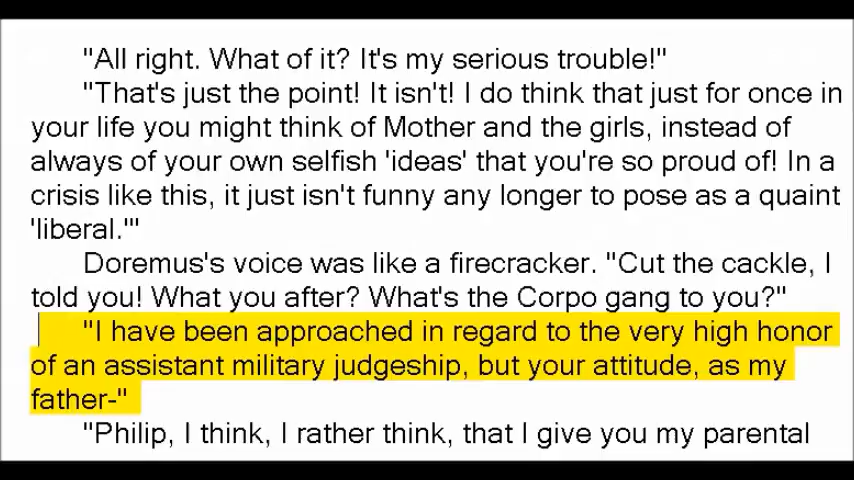 "All right. What of it? It's my serious trouble!"
"That's just the point! It isn't! I do think that just for once in
your life you might think of Mother and the girls, instead of
always of your own selfish 'ideas' that you're so proud of! In a
crisis like this, it just isn't funny any longer to pose as a quaint
'liberal.'"
Doremus's voice was like a firecracker. "Cut the cackle, I
told you! What you after? What's the Corpo gang to you?"
"I have been approached in regard to the very high honor
of an assistant military judgeship, but your attitude, as my
father-"
"Philip, I think, I rather think, that I give you my parental